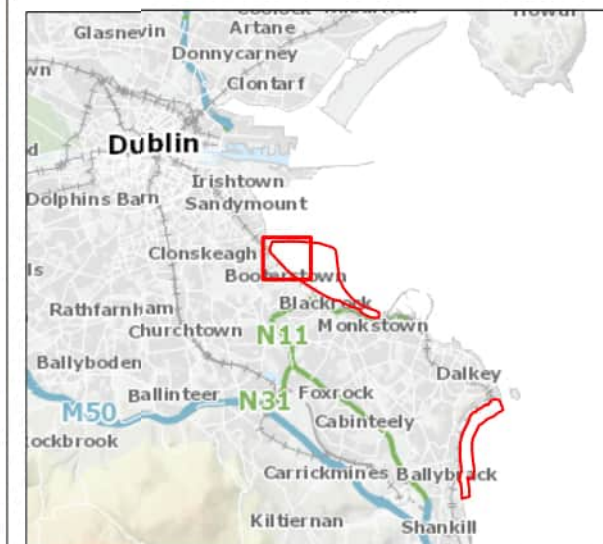 Glasnevin
Artane
Donnycarney
Clontarf
Dublin
Irishtown
Dolphins Barn
Sandymount
Clonskeagh
Booterstown
Rathfarnham
Blackrock
Churchtown
N11
Monkstown
Ballyboden
Dalkey
Ballinteer
N31
Foxrock
M50
Cabinteely
ockbrook
Carrickmines
Ballybrack
Kiltiernan
Shankill